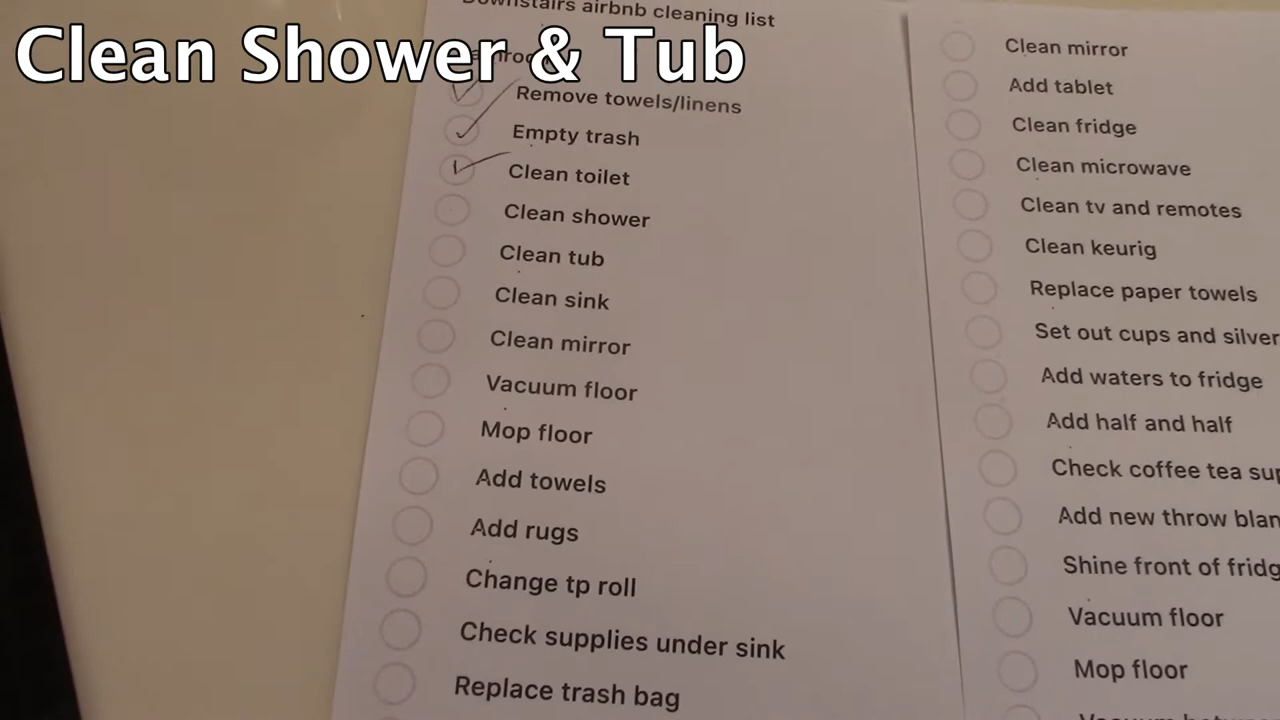 Clean Shower & Tub
Downstairs airbnb cleaning list
Remove towels/linens
Empty trash
Clean toilet
Clean shower
Clean tub
Clean sink
Clean mirror
Vacuum floor
Mop floor
Add towels
Add rugs
Change tp roll
Check supplies under sink
Replace trash bag
Clean mirror
Add tablet
Clean fridge
Clean microwave
Clean tv and remotes
Clean keurig
Replace paper towels
Set out cups and silver
Add waters to fridge
Add half and half
Check coffee tea
Add new throw
Shine front of
Vacuum floor
Mop floor